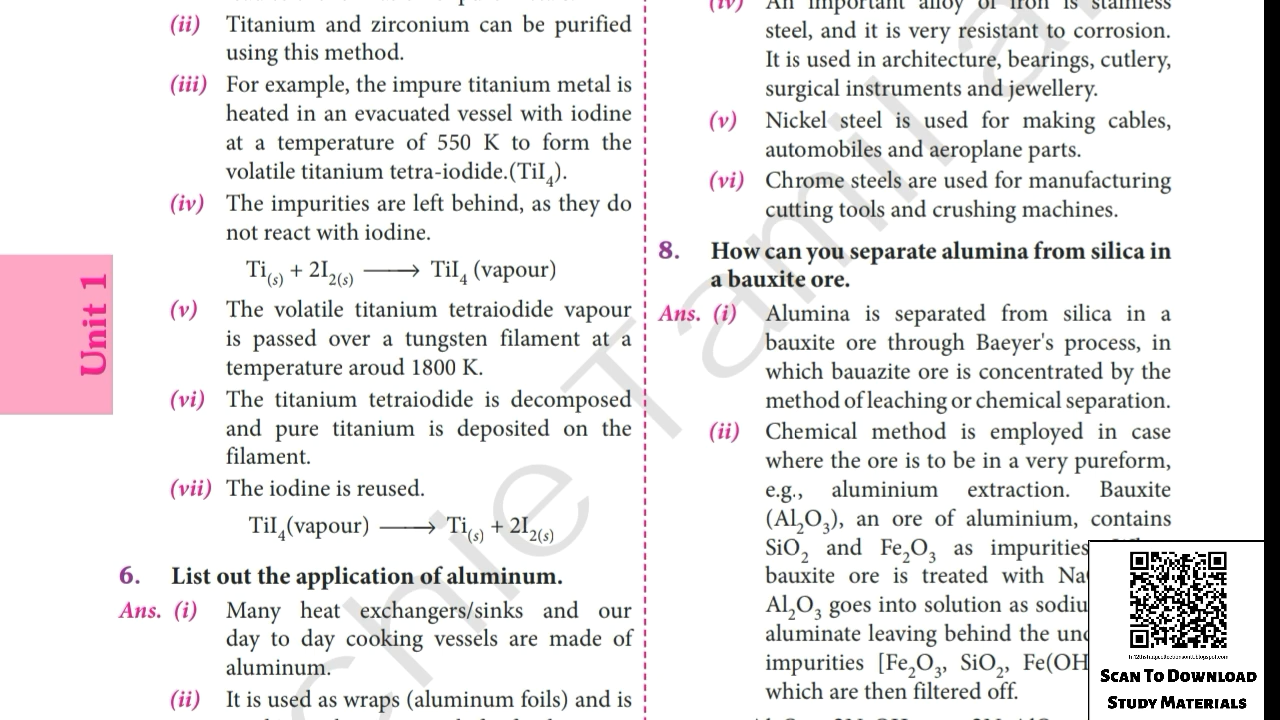 (ii) Titanium and zirconium can be purified
using this method.
(iii) For example, the impure titanium metal is
heated in an evacuated vessel with iodine
at a temperature of 550 K to form the
volatile titanium tetra-iodide.(TiI₄).
(iv) The impurities are left behind, as they do
not react with iodine.
Ti(s) + 2I₂(s) ⟶ TiI₄ (vapour)
(v) The volatile titanium tetraiodide vapour
is passed over a tungsten filament at a
temperature aroud 1800 K.
(vi) The titanium tetraiodide is decomposed
and pure titanium is deposited on the
filament.
(vii) The iodine is reused.
TiI₄(vapour) ⟶ Ti(s) + 2I₂(s)
6. List out the application of aluminum.
Ans. (i) Many heat exchangers/sinks and our
day to day cooking vessels are made of
aluminum.
(ii) It is used as wraps (aluminum foils) and is
(iv) An important alloy of iron is stainless
steel, and it is very resistant to corrosion.
It is used in architecture, bearings, cutlery,
surgical instruments and jewellery.
(v) Nickel steel is used for making cables,
automobiles and aeroplane parts.
(vi) Chrome steels are used for manufacturing
cutting tools and crushing machines.
8. How can you separate alumina from silica in
a bauxite ore.
Ans. (i) Alumina is separated from silica in a
bauxite ore through Baeyer's process, in
which bauazite ore is concentrated by the
method of leaching or chemical separation.
(ii) Chemical method is employed in case
where the ore is to be in a very pureform,
e.g., aluminium extraction. Bauxite
(Al₂O₃), an ore of aluminium, contains
SiO₂ and Fe₂O₃ as impurities
bauxite ore is treated with
Al₂O₃ goes into solution as
aluminate leaving behind the
impurities [Fe₂O₃, SiO₂, Fe(OH
which are then filtered off.
Unit 1
Tamil
SCAN TO DOWNLOAD
STUDY MATERIALS